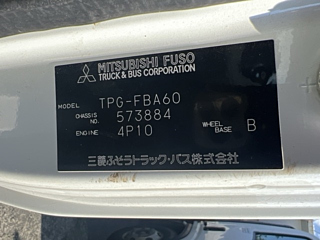 MITSUBISHI FUSO
TRUCK & BUS CORPORATION
MODEL TPG-FBA60
CHASSIS NO. 573884
ENGINE 4P10 WHEEL BASE B
三菱ふそうトラック・バス株式会社